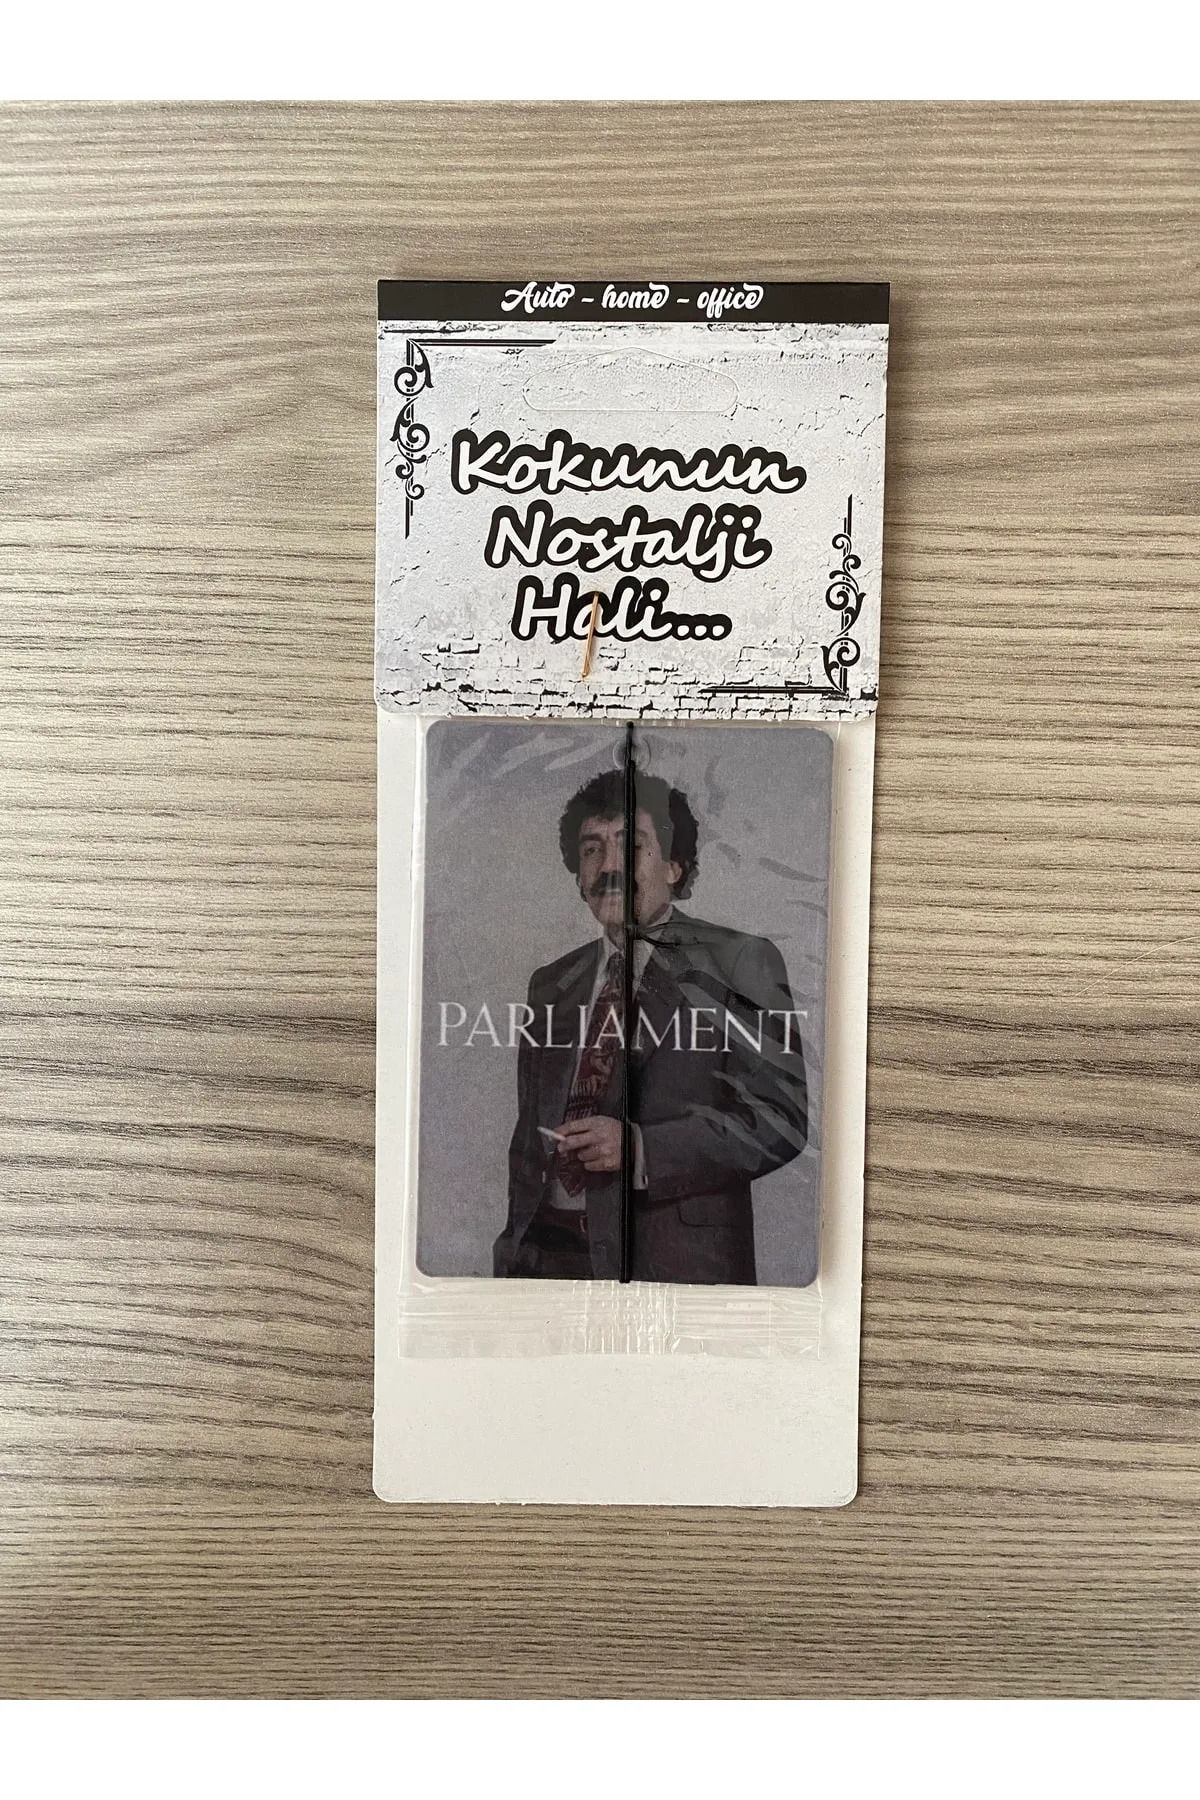 Auto - home - office
Kokunun
Nostalji
Hali...
PARLIAMENT